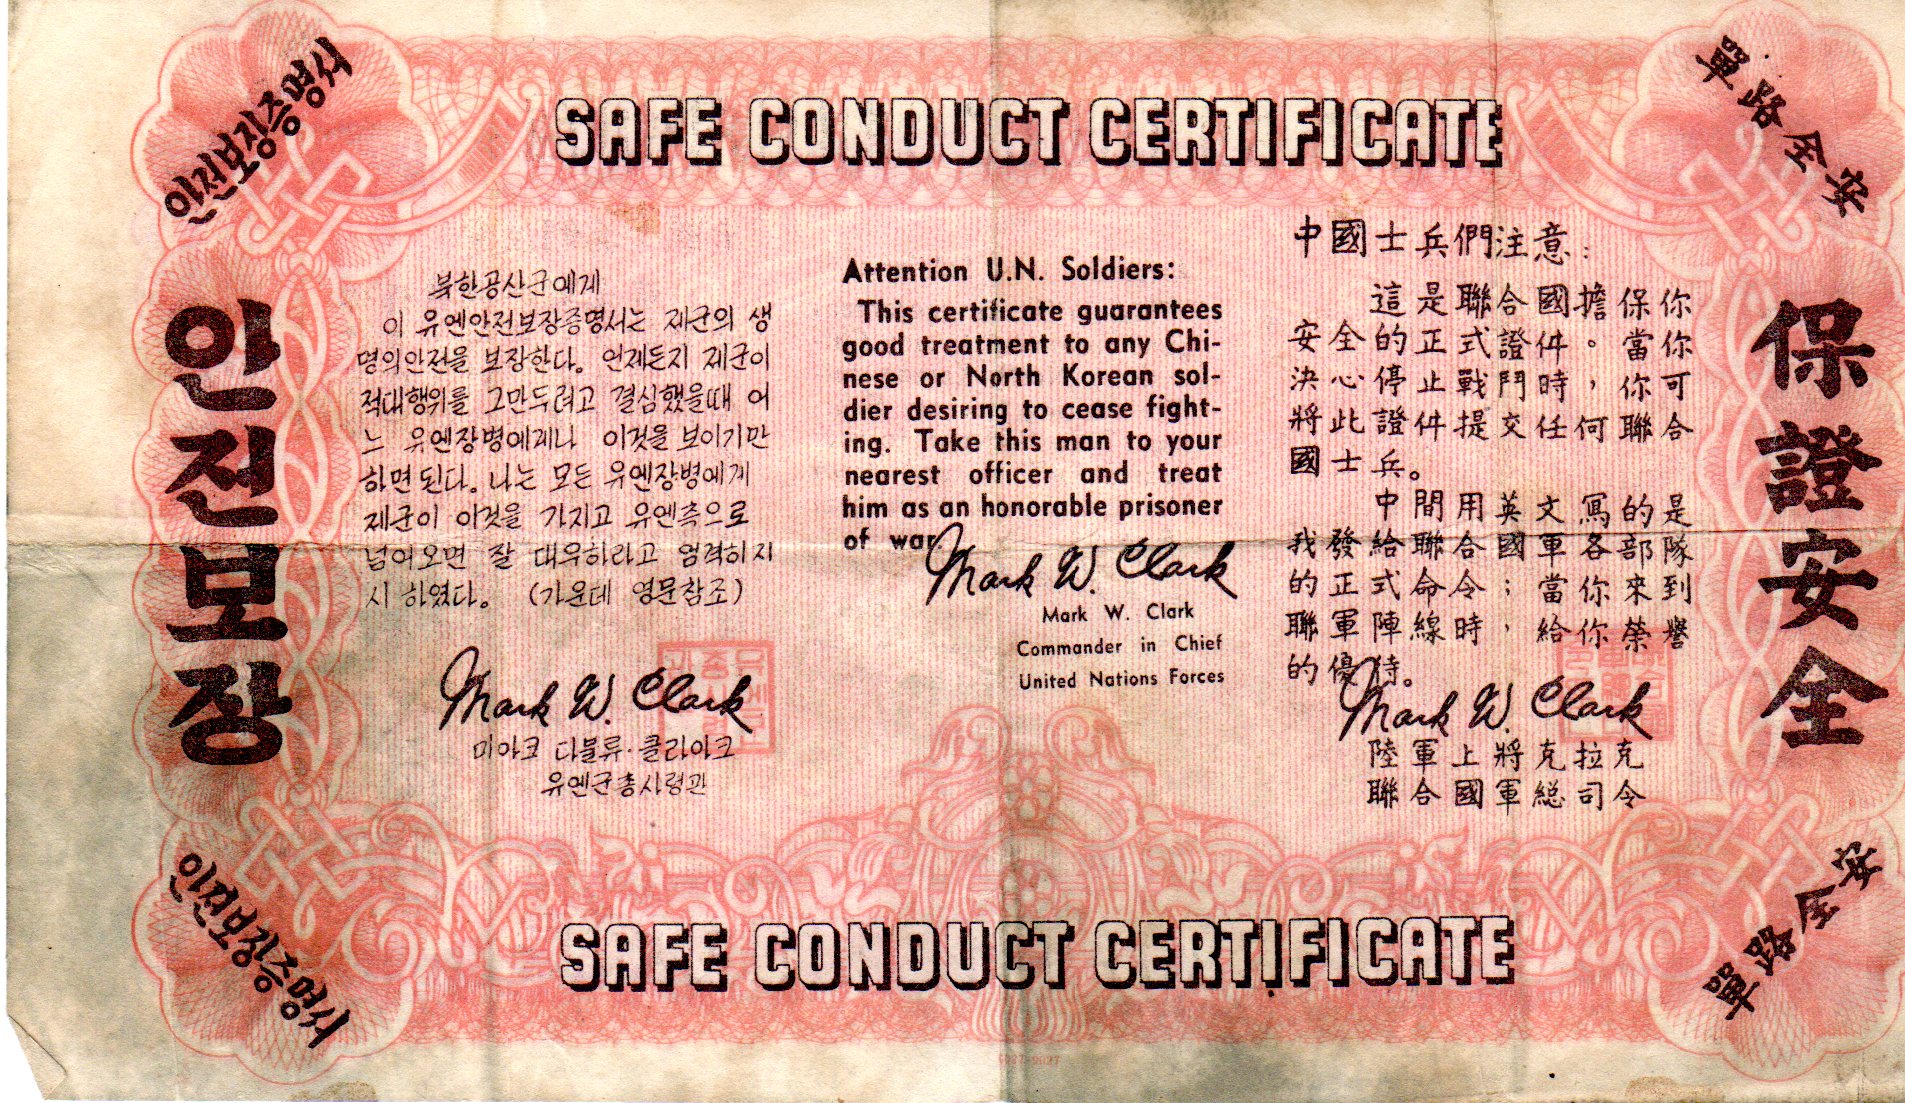 SAFE CONDUCT CERTIFICATE
안전보장증명서
單路全安
안전보장
북한공산군에게
이 유엔안전보장증명서는 제군의 생
명의안전을 보장한다. 언제든지 제군이
적대행위를 그만두려고 결심했을때 어
느 유엔장병에게나 이것을 보이기만
하면 된다. 나는 모든 유엔장병에게
제군이 이것을 가지고 유엔측으로
넘어오면 잘 대우하라고 엄격히지
시 하였다. (가운데 영문참조)
Mark W. Clark
마아크 다블류·클라아크
유엔군총사령관
Attention U.N. Soldiers:
This certificate guarantees
good treatment to any Chi-
nese or North Korean sol-
dier desiring to cease fight-
ing. Take this man to your
nearest officer and treat
him as an honorable prisoner
of war.
Mark W. Clark
Mark W. Clark
Commander in Chief
United Nations Forces
中國士兵們注意:
這是聯合國擔保你
安全的正式證件。當你
決心停止戰鬥時,你可
將此證件提交任何聯合
國士兵。
中間用英文寫的是
我發給聯合國軍各部隊
的正式命令;當你來到
聯軍陣線時,給你榮譽
的優待。
Mark W. Clark
陸軍上將克拉克
聯合國軍總司令
保證安全
안전보장증명서
單路全安
SAFE CONDUCT CERTIFICATE